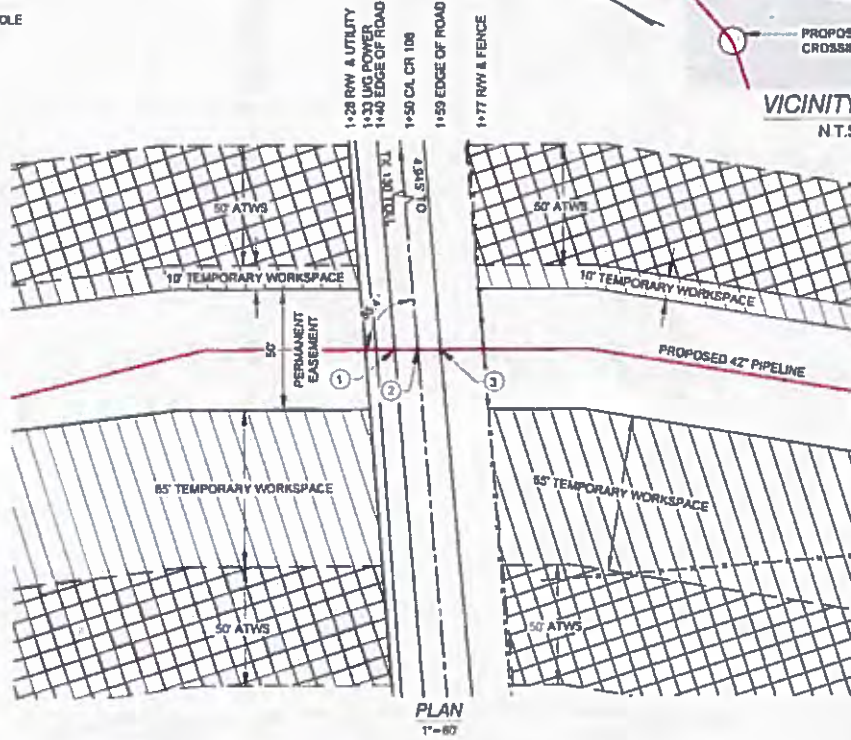 OLE
1+28 R/W & UTILITY
1+33 U/G POWER
1+40 EDGE OF ROAD
1+50 C/L CR 106
1+59 EDGE OF ROAD
1+77 R/W & FENCE
PROPOS
CROSSI
VICINITY
N.T.S
50' ATWS
50' ATWS
10' TEMPORARY WORKSPACE
10' TEMPORARY WORKSPACE
50'
PERMANENT
EASEMENT
PROPOSED 42" PIPELINE
1
2
3
65' TEMPORARY WORKSPACE
65' TEMPORARY WORKSPACE
50' ATWS
50' ATWS
PLAN
1"=60'